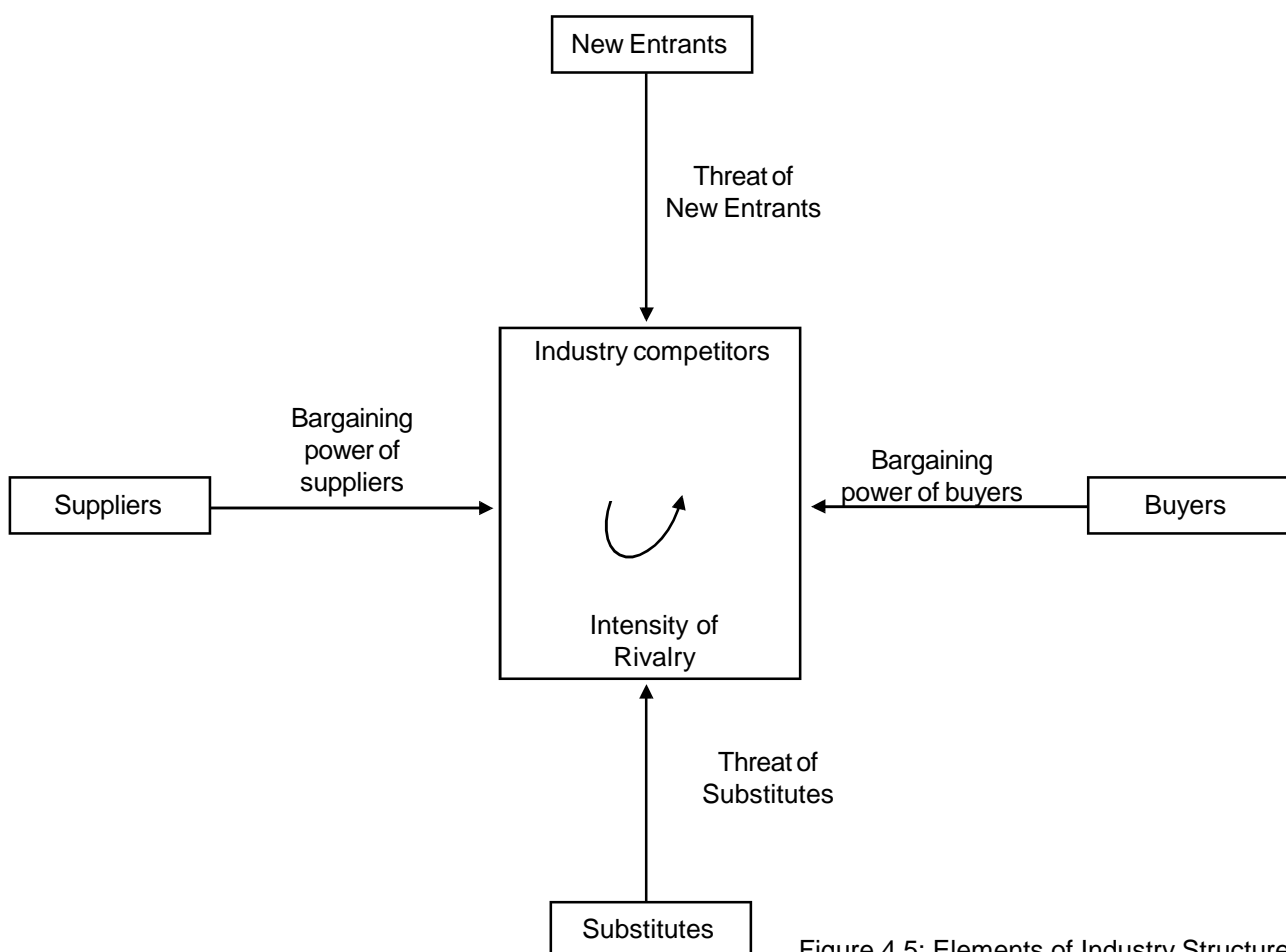 New Entrants
Threat of
New Entrants
Industry competitors
Bargaining
power of
suppliers
Suppliers
Bargaining
power of buyers
Buyers
Intensity of
Rivalry
Threat of
Substitutes
Substitutes
Figure 4.5: Elements of Industry Structure